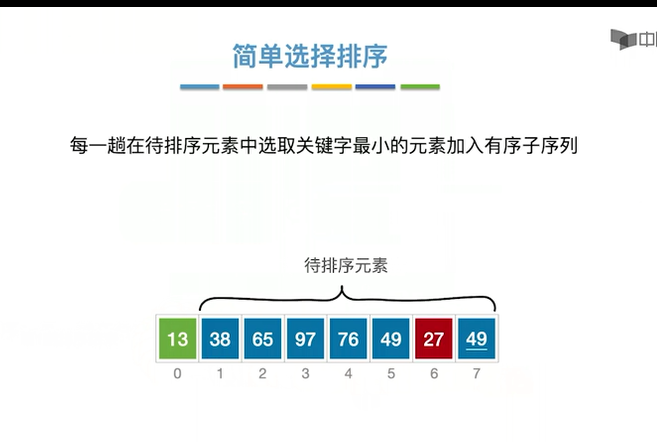 简单选择排序
中
每一趟在待排序元素中选取关键字最小的元素加入有序子序列
待排序元素
13 38 65 97 76 49 27 49
0 1 2 3 4 5 6 7